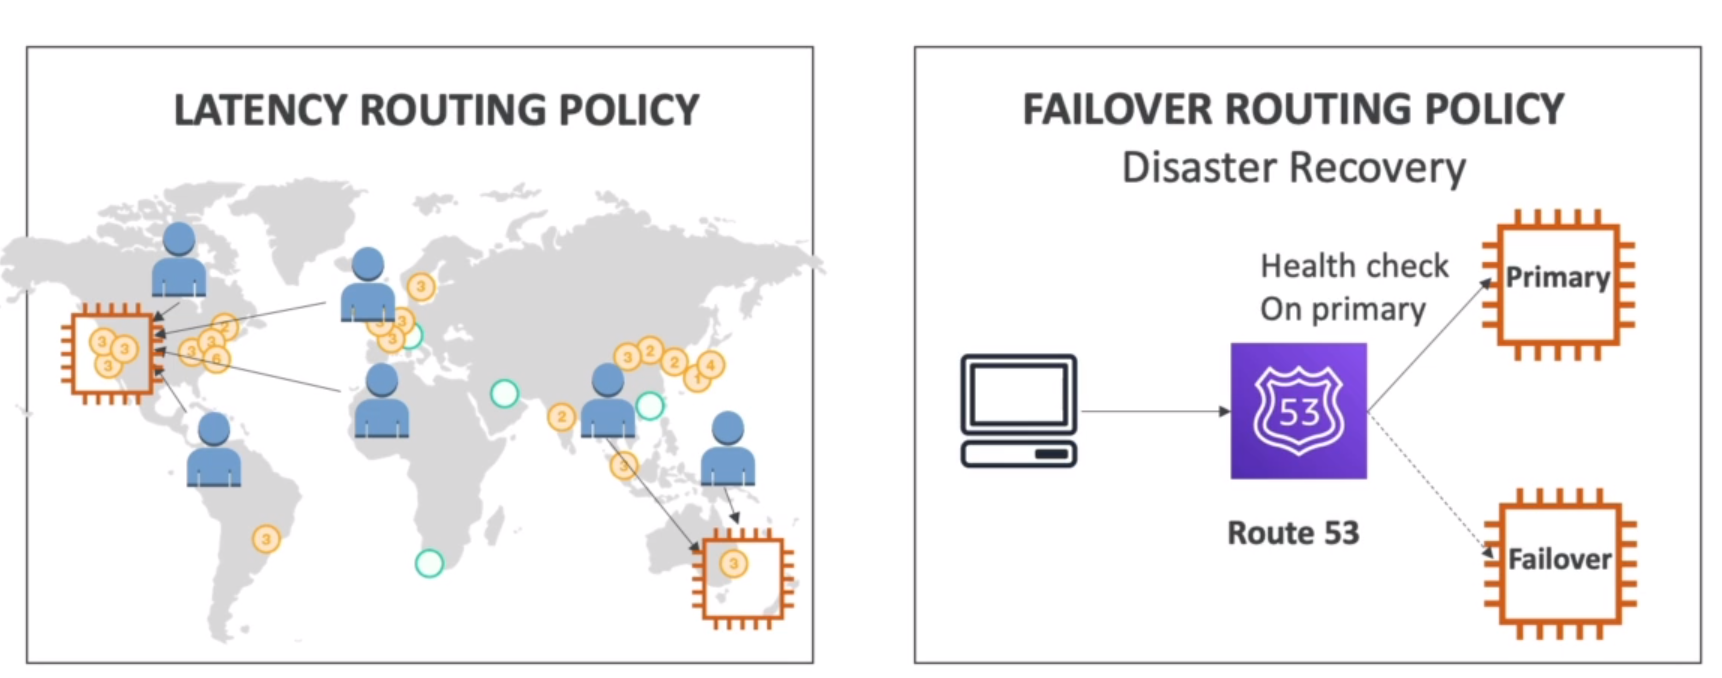 LATENCY ROUTING POLICY
3
3
3
2
3
3
6
3
3
3
3
3
2
3
2
2
1
4
3
3
FAILOVER ROUTING POLICY
Disaster Recovery
Health check
On primary
Primary
53
Route 53
Failover